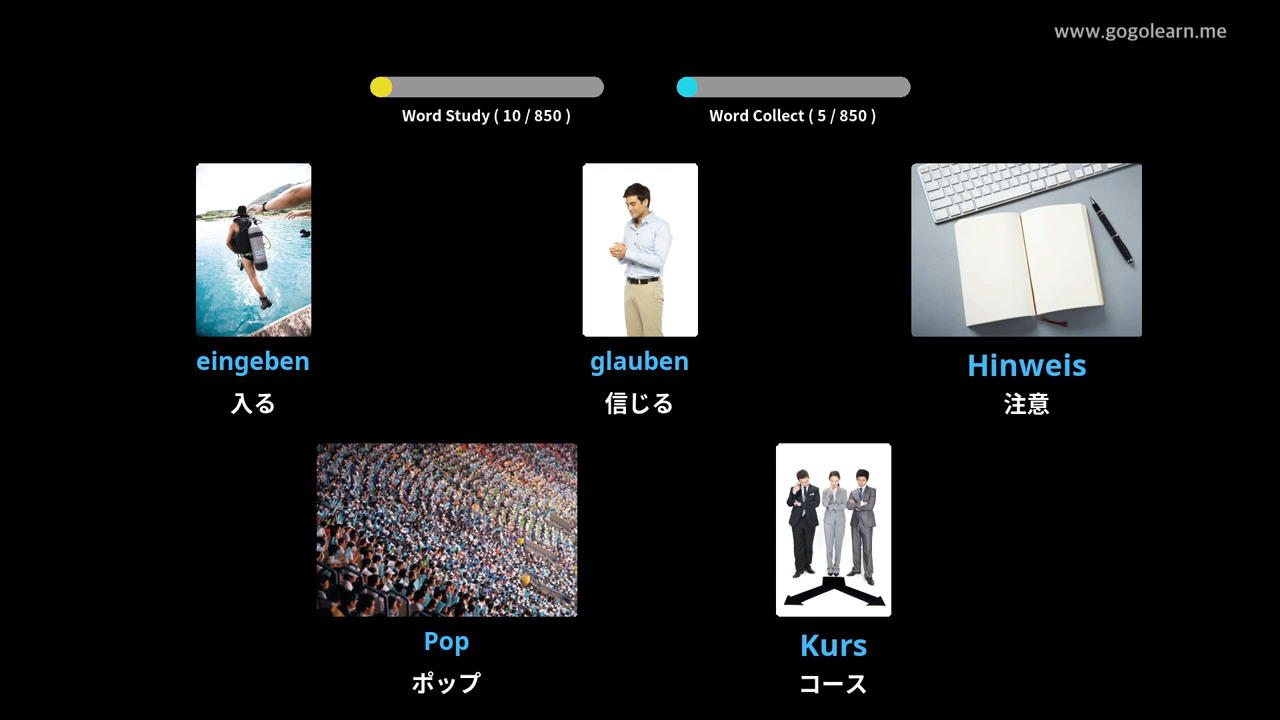 www.gogolearn.me
Word Study ( 10 / 850 )
Word Collect ( 5 / 850 )
eingeben
入る
glauben
信じる
Hinweis
注意
Pop
ポップ
Kurs
コース